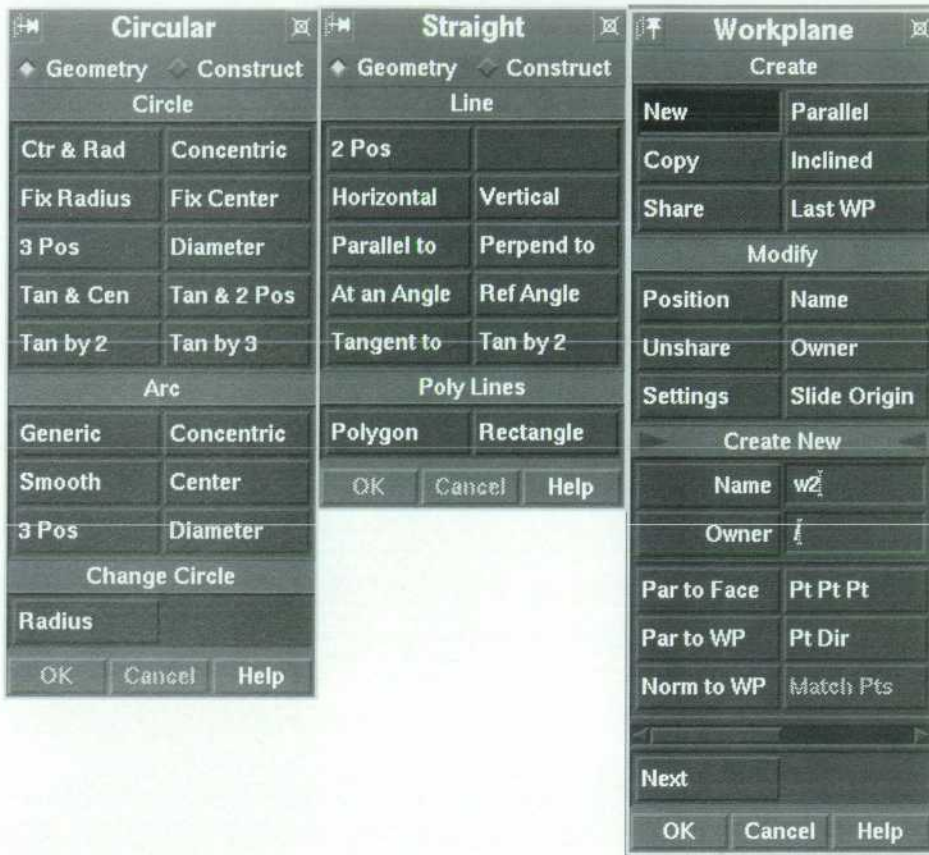 Circular
Geometry Construct
Circle
Ctr & Rad Concentric
Fix Radius Fix Center
3 Pos Diameter
Tan & Cen Tan & 2 Pos
Tan by 2 Tan by 3
Arc
Generic Concentric
Smooth Center
3 Pos Diameter
Change Circle
Radius
OK Cancel Help
Straight
Geometry Construct
Line
2 Pos
Horizontal Vertical
Parallel to Perpend to
At an Angle Ref Angle
Tangent to Tan by 2
Poly Lines
Polygon Rectangle
OK Cancel Help
Workplane
Create
New Parallel
Copy Inclined
Share Last WP
Modify
Position Name
Unshare Owner
Settings Slide Origin
Create New
Name w2
Owner /
Par to Face Pt Pt Pt
Par to WP Pt Dir
Norm to WP Match Pts
Next
OK Cancel Help